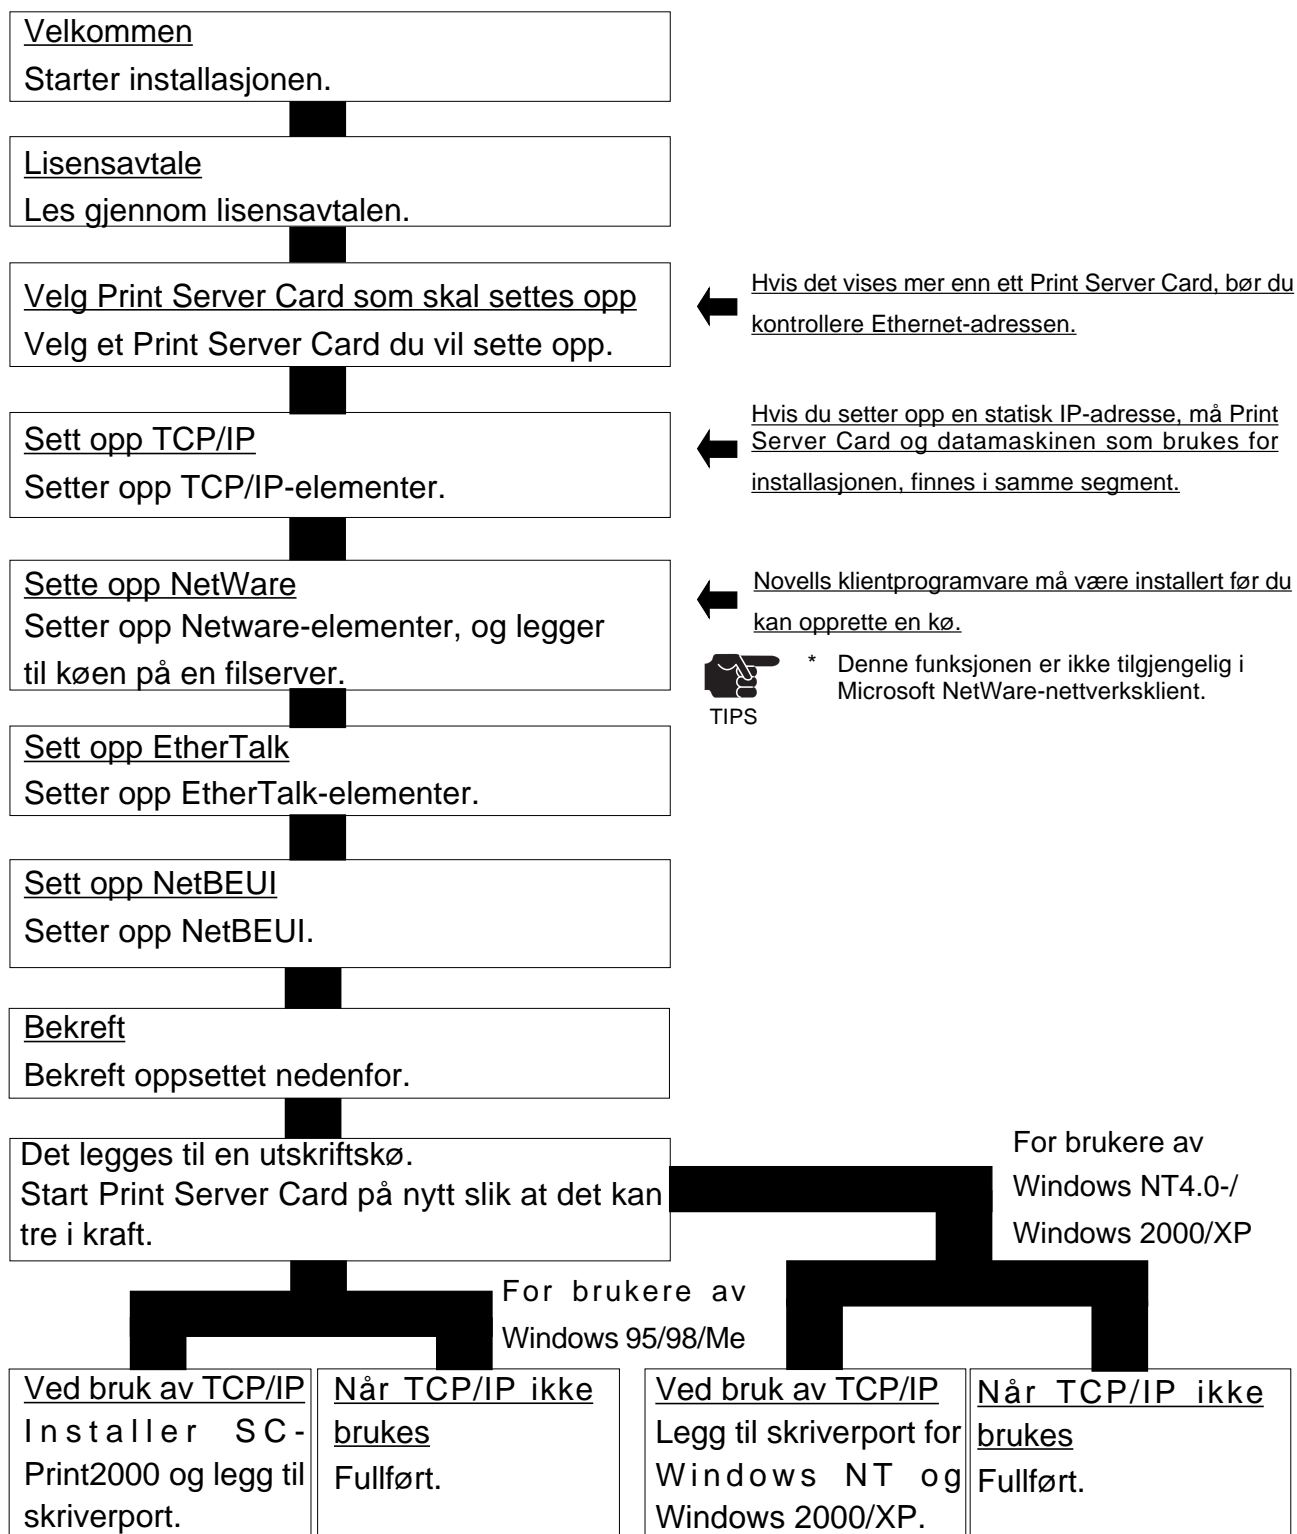 Velkommen
Starter installasjonen.
Lisensavtale
Les gjennom lisensavtalen.
Velg Print Server Card som skal settes opp
Velg et Print Server Card du vil sette opp.
Hvis det vises mer enn ett Print Server Card, bør du
kontrollere Ethernet-adressen.
Sett opp TCP/IP
Setter opp TCP/IP-elementer.
Hvis du setter opp en statisk IP-adresse, må Print
Server Card og datamaskinen som brukes for
installasjonen, finnes i samme segment.
Sette opp NetWare
Setter opp Netware-elementer, og legger
til køen på en filserver.
Novells klientprogramvare må være installert før du
kan opprette en kø.
* Denne funksjonen er ikke tilgjengelig i
Microsoft NetWare-nettverksklient.
TIPS
Sett opp EtherTalk
Setter opp EtherTalk-elementer.
Sett opp NetBEUI
Setter opp NetBEUI.
Bekreft
Bekreft oppsettet nedenfor.
Det legges til en utskriftskø.
Start Print Server Card på nytt slik at det kan
tre i kraft.
For brukere av
Windows NT4.0-/
Windows 2000/XP
For brukere av
Windows 95/98/Me
Ved bruk av TCP/IP
Installer SC-
Print2000 og legg til
skriverport.
Når TCP/IP ikke
brukes
Fullført.
Ved bruk av TCP/IP
Legg til skriverport for
Windows NT og
Windows 2000/XP.
Når TCP/IP ikke
brukes
Fullført.